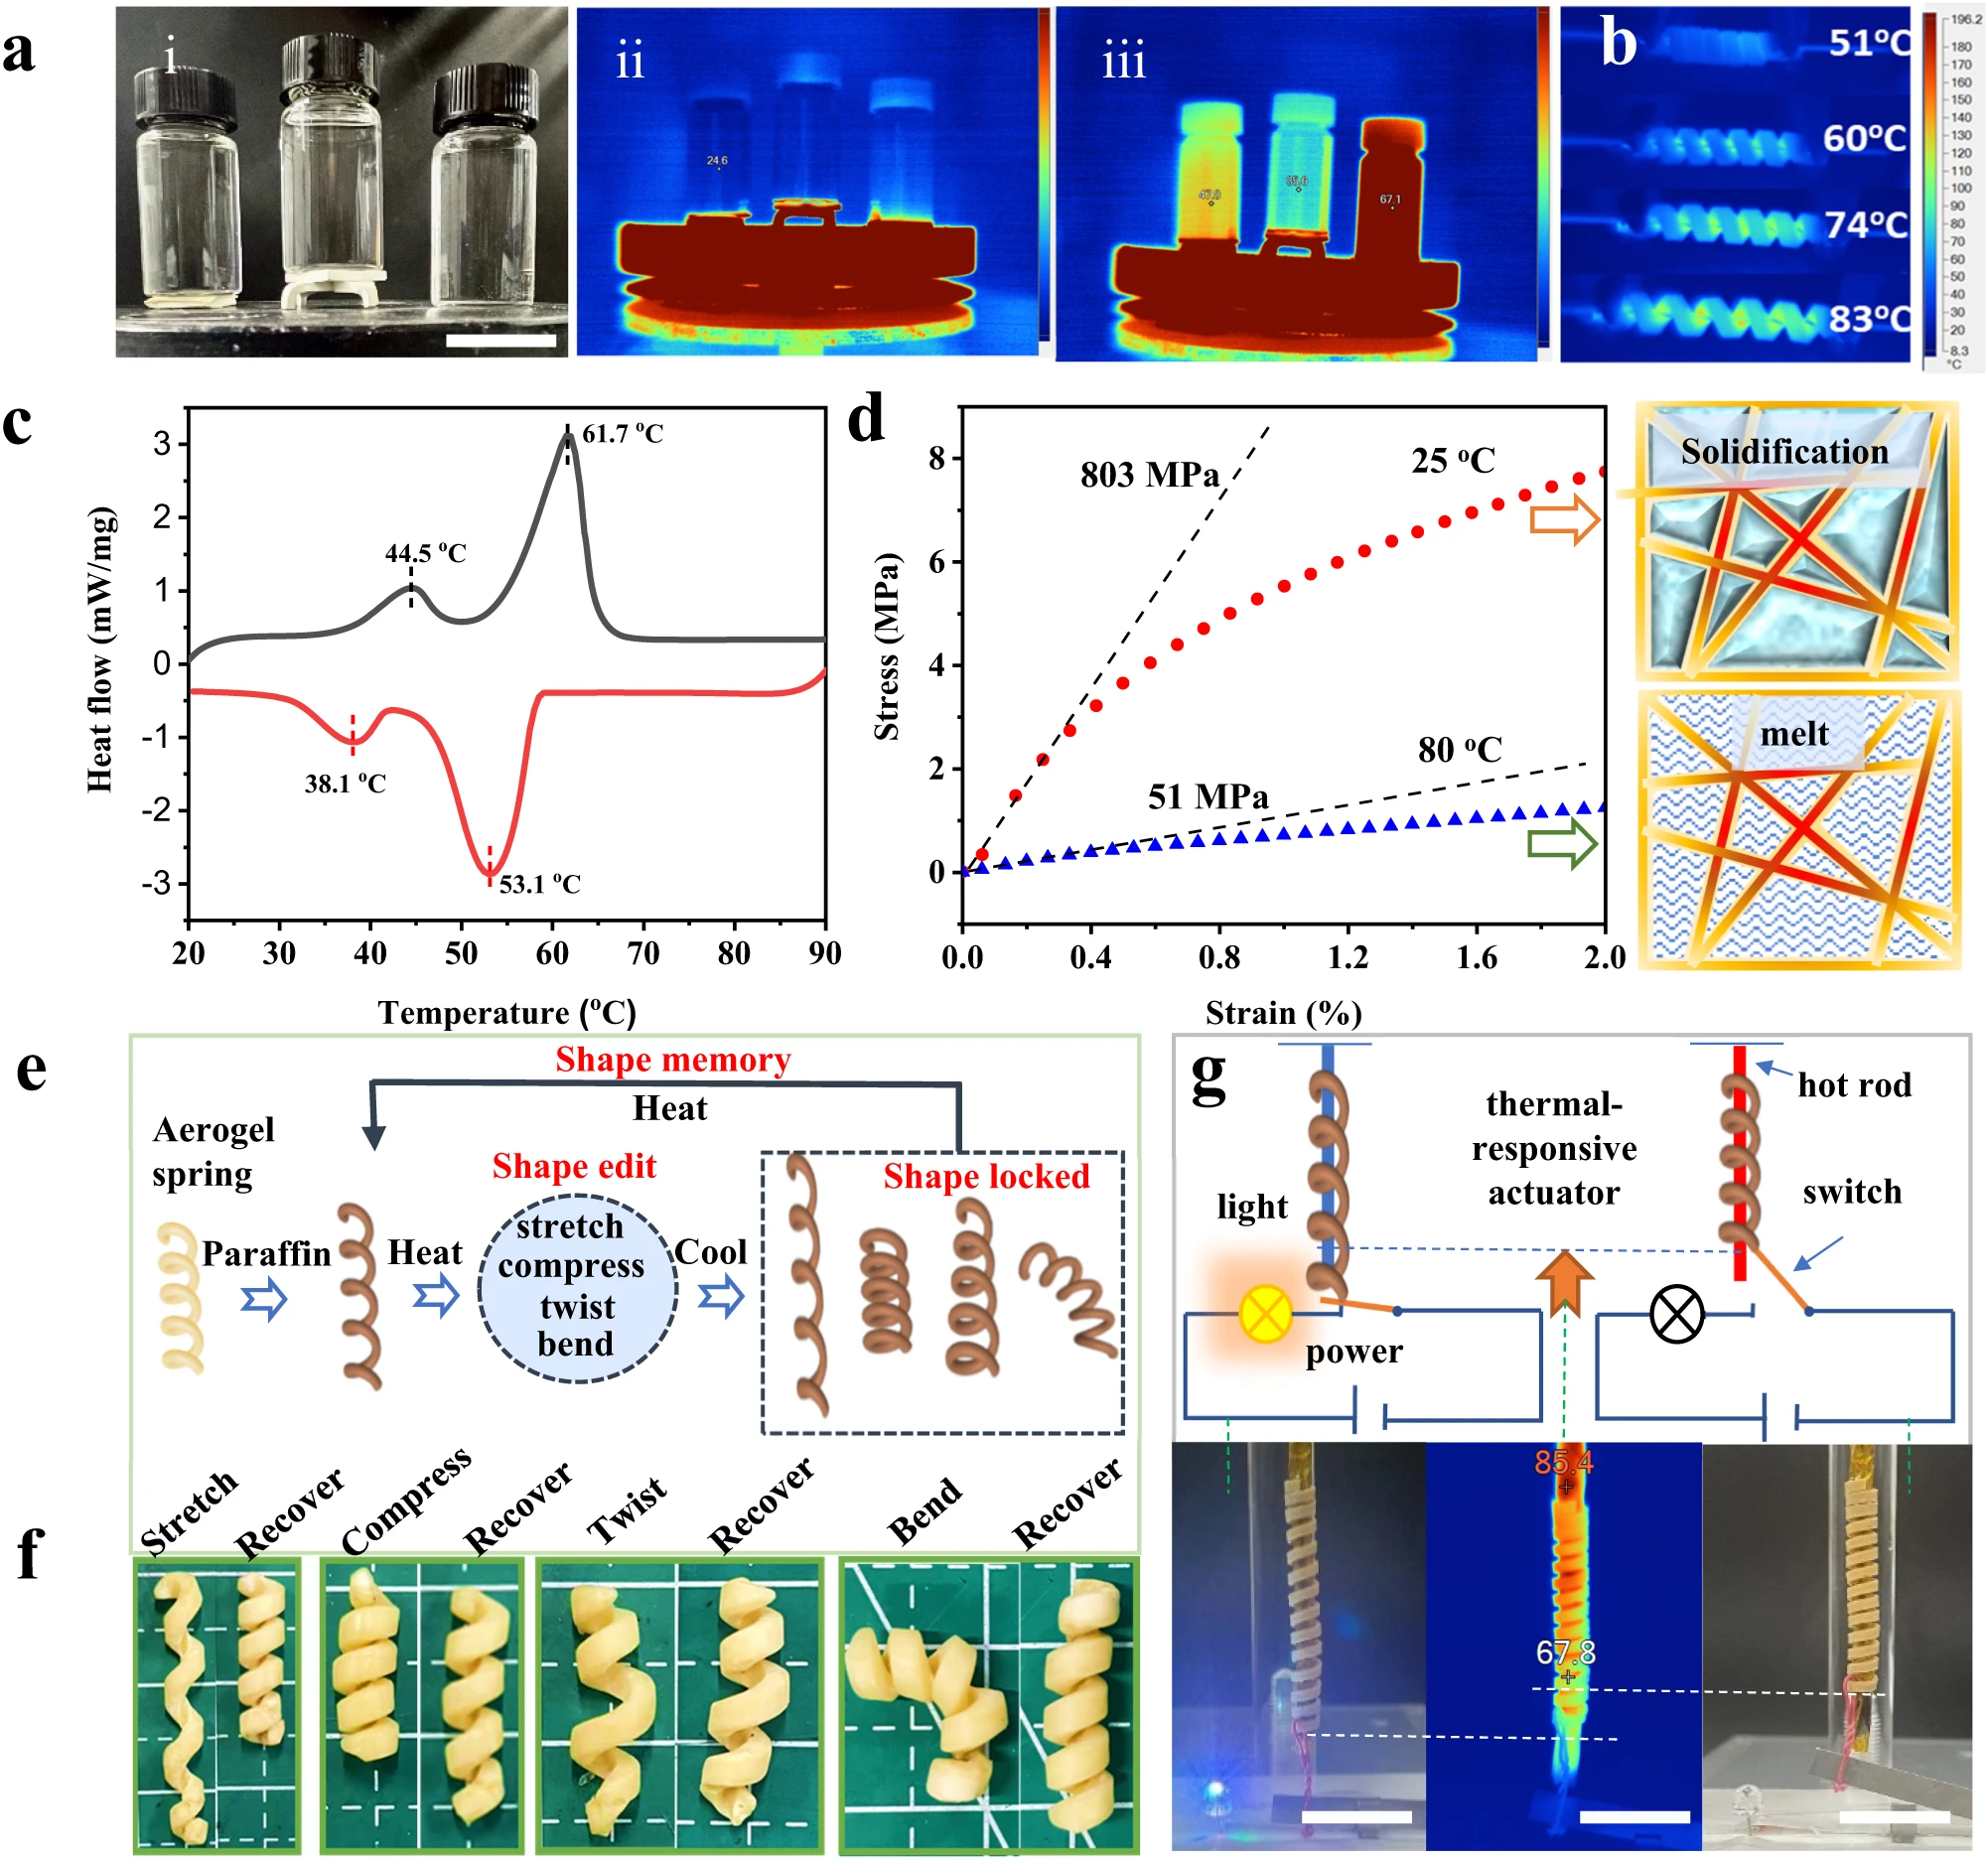 a
i
ii
24.6
iii
47.0
35.6
67.1
b
51°C
60°C
74°C
83°C
196.2
180
170
160
150
140
130
120
110
100
90
80
70
60
50
40
30
20
8.3
°C
c
Heat flow (mW/mg)
3
2
1
0
-1
-2
-3
61.7 °C
44.5 °C
38.1 °C
53.1 °C
20 30 40 50 60 70 80 90
Temperature (°C)
d
Stress (MPa)
8
6
4
2
0
803 MPa
25 °C
80 °C
51 MPa
0.0 0.4 0.8 1.2 1.6 2.0
Strain (%)
Solidification
melt
e
Shape memory
Heat
Aerogel
spring
Paraffin
Heat
Shape edit
stretch
compress
twist
bend
Cool
Shape locked
f
Stretch
Recover
Compress
Recover
Twist
Recover
Bend
Recover
g
hot rod
thermal-
responsive
actuator
light
switch
power
85.4
67.8